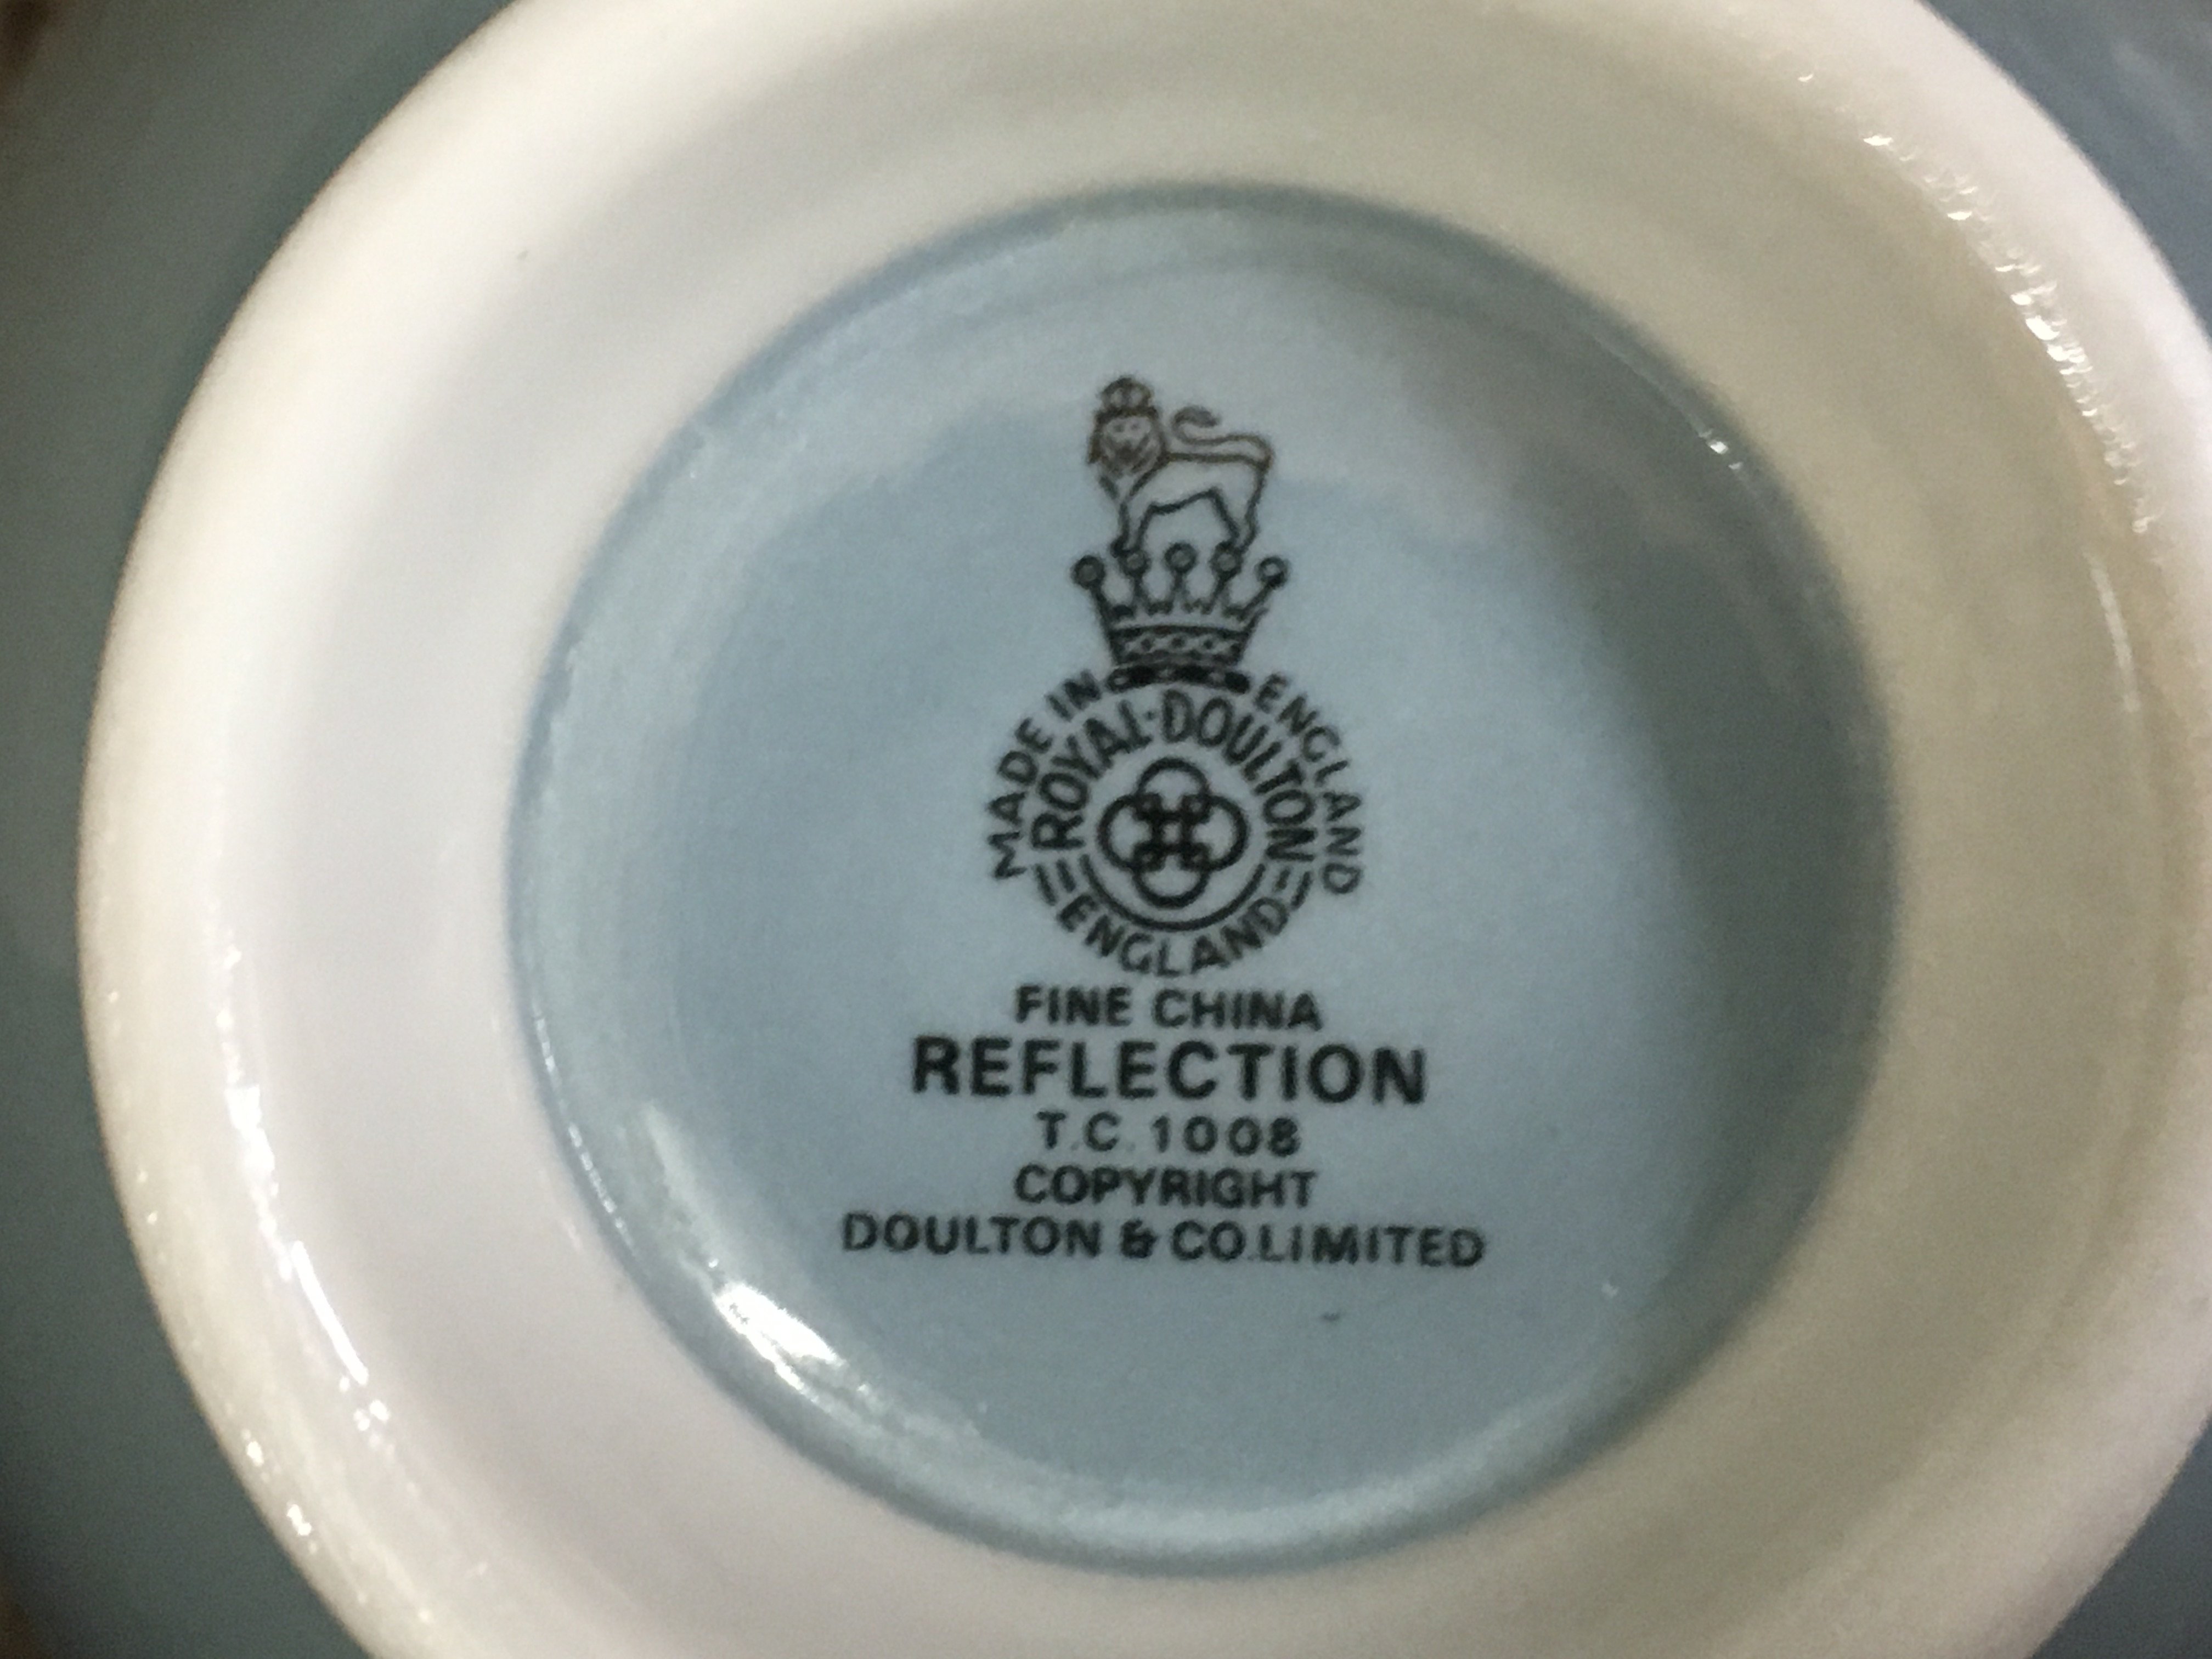 MADE IN ENGLAND
ROYAL·DOULTON
ENGLAND
FINE CHINA
REFLECTION
T.C. 1008
COPYRIGHT
DOULTON & CO.LIMITED